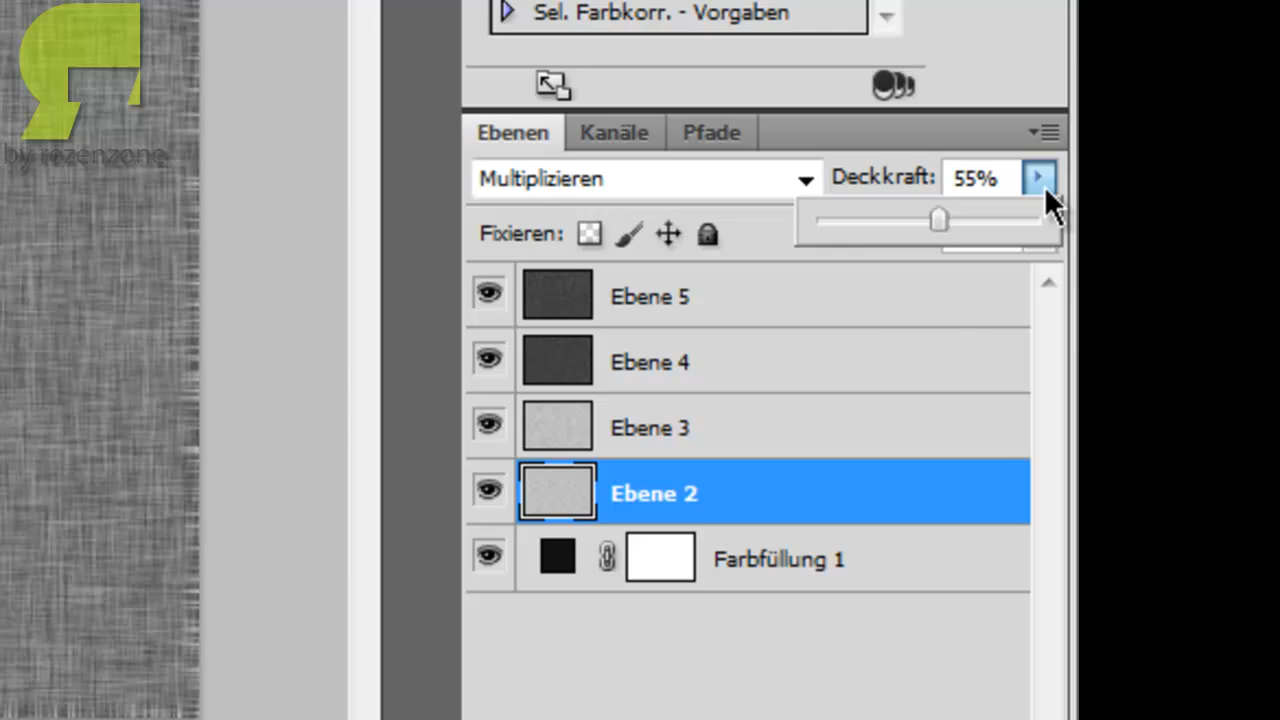 Sel. Farbkorr. - Vorgaben
by rezenzone
Ebenen Kanäle Pfade
Multiplizieren Deckkraft: 55%
Fixieren:
Ebene 5
Ebene 4
Ebene 3
Ebene 2
Farbfüllung 1